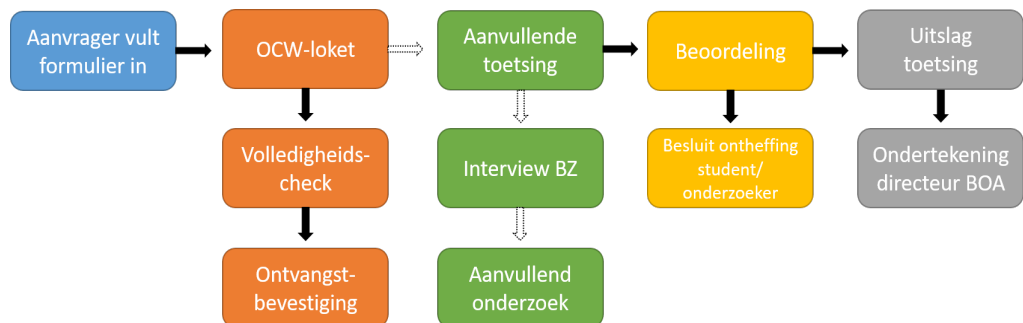 Aanvrager vult
formulier in
OCW-loket
Aanvullende
toetsing
Beoordeling
Uitslag
toetsing
Volledigheids-
check
Interview BZ
Besluit ontheffing
student/
onderzoeker
Ondertekening
directeur BOA
Ontvangst-
bevestiging
Aanvullend
onderzoek